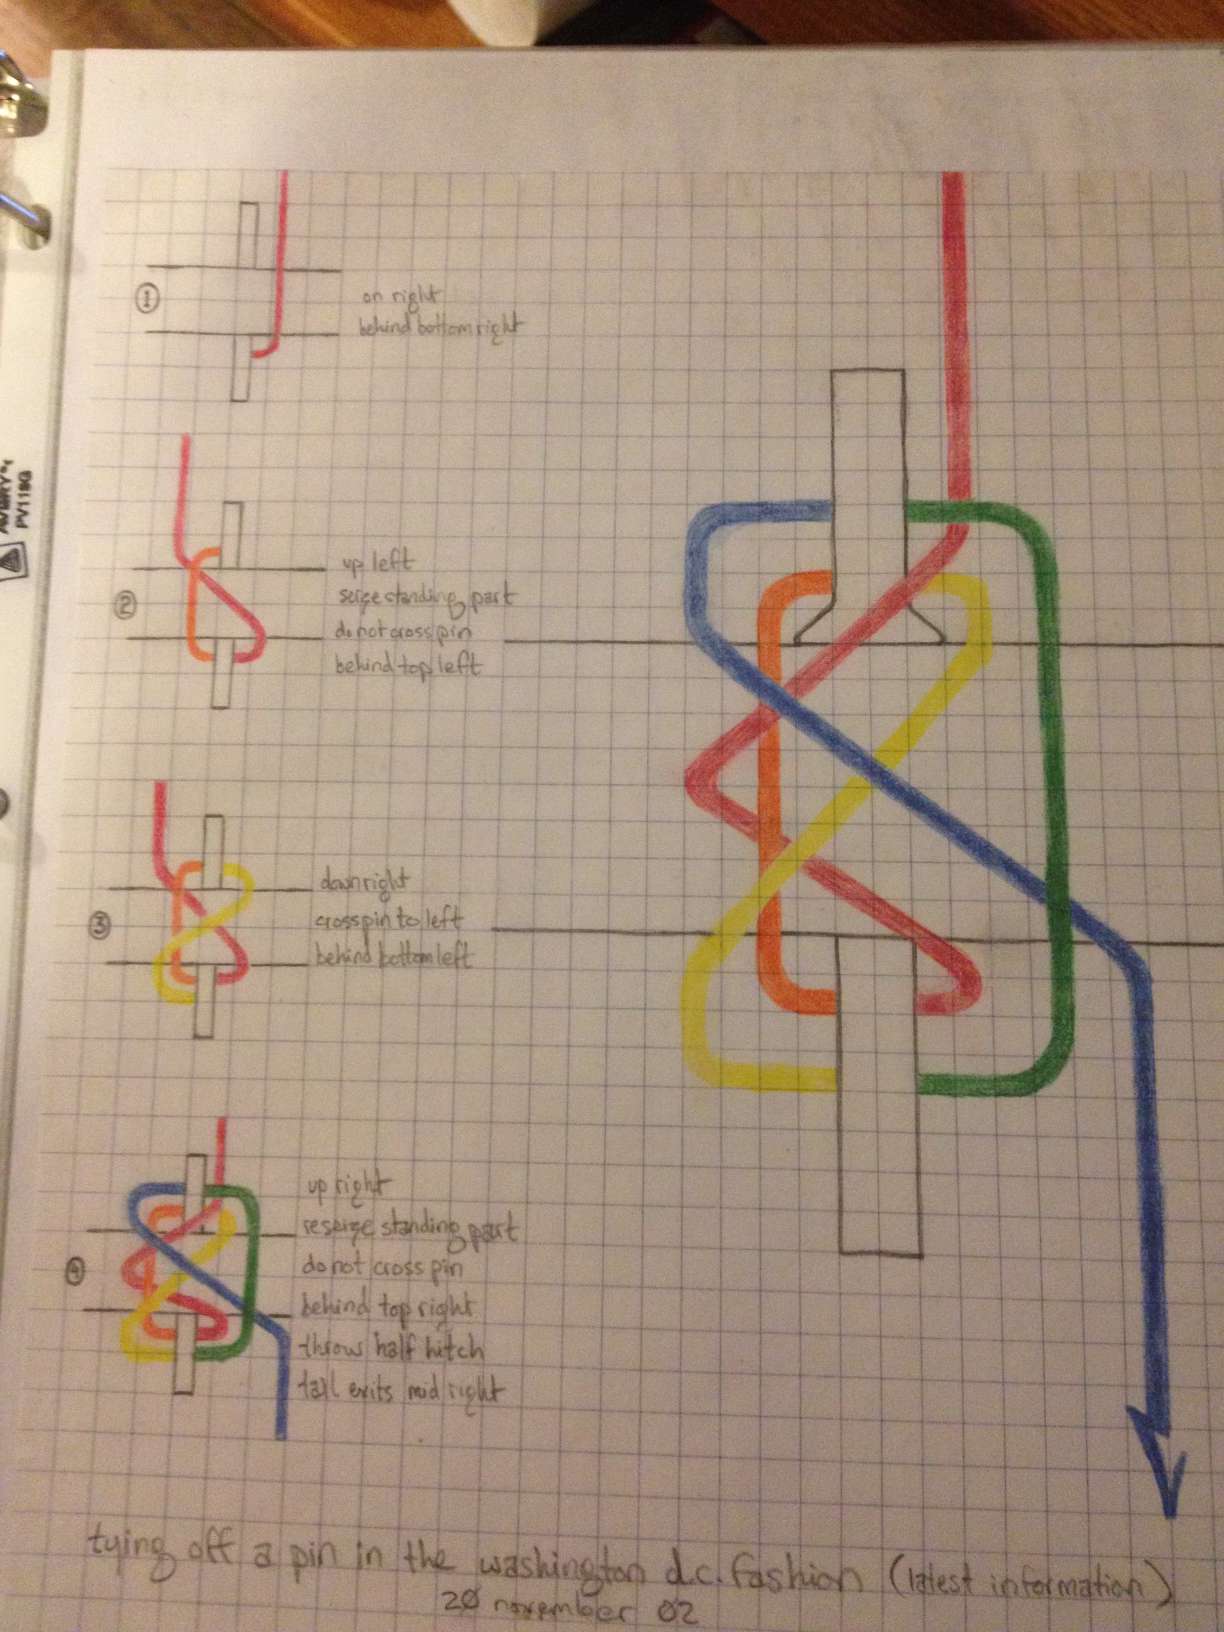 AVERY®
PV119G
1
on right
behind bottom right
2
up left
seize standing part
do not cross pin
behind top left
3
down right
cross pin to left
behind bottom left
4
up right
reseize standing part
do not cross pin
behind top right
throw half hitch
tail exits mid right
tying off a pin in the washington d.c. fashion (latest information)
20 november 02